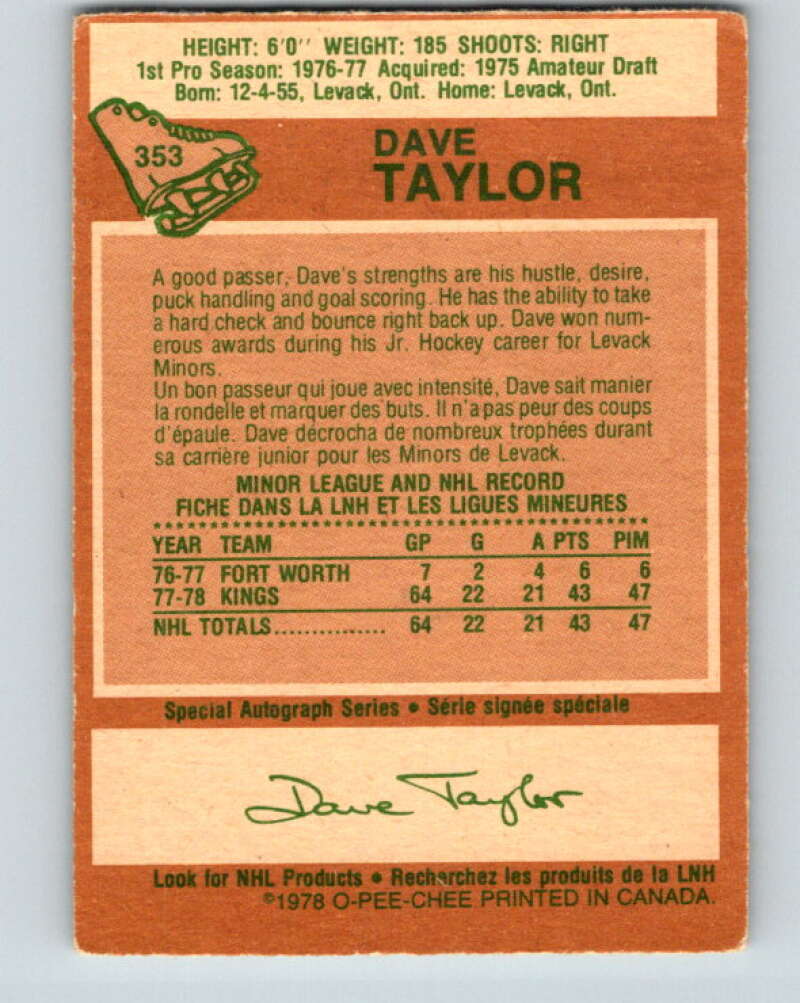 HEIGHT: 6'0'' WEIGHT: 185 SHOOTS: RIGHT
1st Pro Season: 1976-77 Acquired: 1975 Amateur Draft
Born: 12-4-55, Levack, Ont. Home: Levack, Ont.
353
DAVE
TAYLOR
A good passer, Dave's strengths are his hustle, desire,
puck handling and goal scoring. He has the ability to take
a hard check and bounce right back up. Dave won num-
erous awards during his Jr. Hockey career for Levack
Minors.
Un bon passeur qui joue avec intensité, Dave sait manier
la rondelle et marquer des buts. Il n'a pas peur des coups
d'épaule. Dave décrocha de nombreux trophées durant
sa carrière junior pour les Minors de Levack.
MINOR LEAGUE AND NHL RECORD
FICHE DANS LA LNH ET LES LIGUES MINEURES
YEAR TEAM GP G A PTS PIM
76-77 FORT WORTH 7 2 4 6 6
77-78 KINGS 64 22 21 43 47
NHL TOTALS................ 64 22 21 43 47
Special Autograph Series • Série signée spéciale
Dave Taylor
Look for NHL Products • Recherchez les produits de la LNH
©1978 O-PEE-CHEE PRINTED IN CANADA.